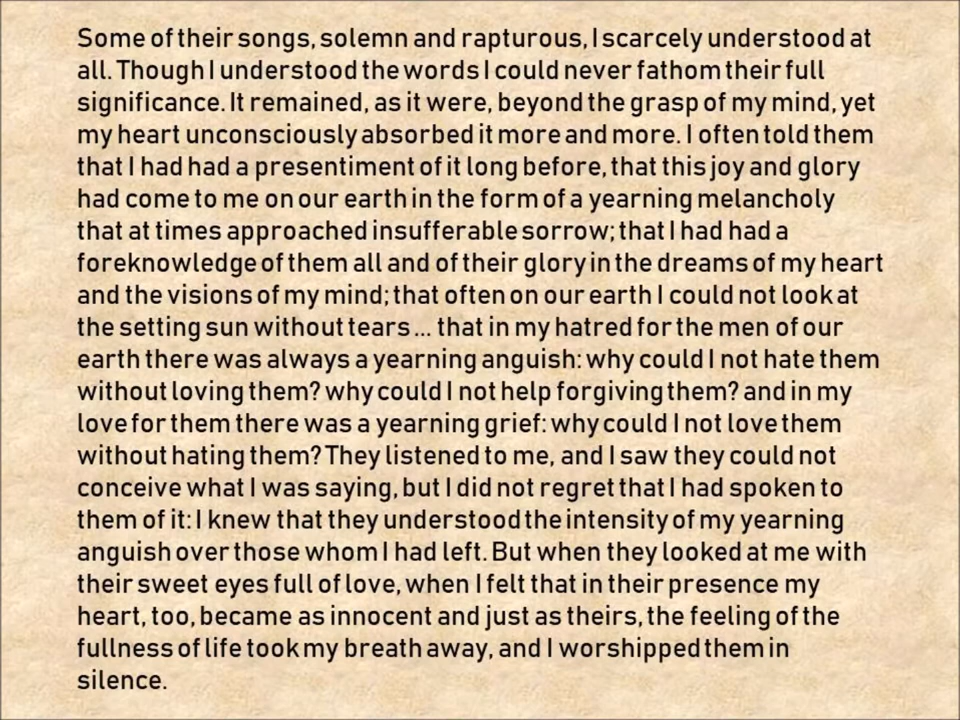 Some of their songs, solemn and rapturous, I scarcely understood at
all. Though I understood the words I could never fathom their full
significance. It remained, as it were, beyond the grasp of my mind, yet
my heart unconsciously absorbed it more and more. I often told them
that I had had a presentiment of it long before, that this joy and glory
had come to me on our earth in the form of a yearning melancholy
that at times approached insufferable sorrow; that I had had a
foreknowledge of them all and of their glory in the dreams of my heart
and the visions of my mind; that often on our earth I could not look at
the setting sun without tears... that in my hatred for the men of our
earth there was always a yearning anguish: why could I not hate them
without loving them? why could I not help forgiving them? and in my
love for them there was a yearning grief: why could I not love them
without hating them? They listened to me, and I saw they could not
conceive what I was saying, but I did not regret that I had spoken to
them of it: I knew that they understood the intensity of my yearning
anguish over those whom I had left. But when they looked at me with
their sweet eyes full of love, when I felt that in their presence my
heart, too, became as innocent and just as theirs, the feeling of the
fullness of life took my breath away, and I worshipped them in
silence.